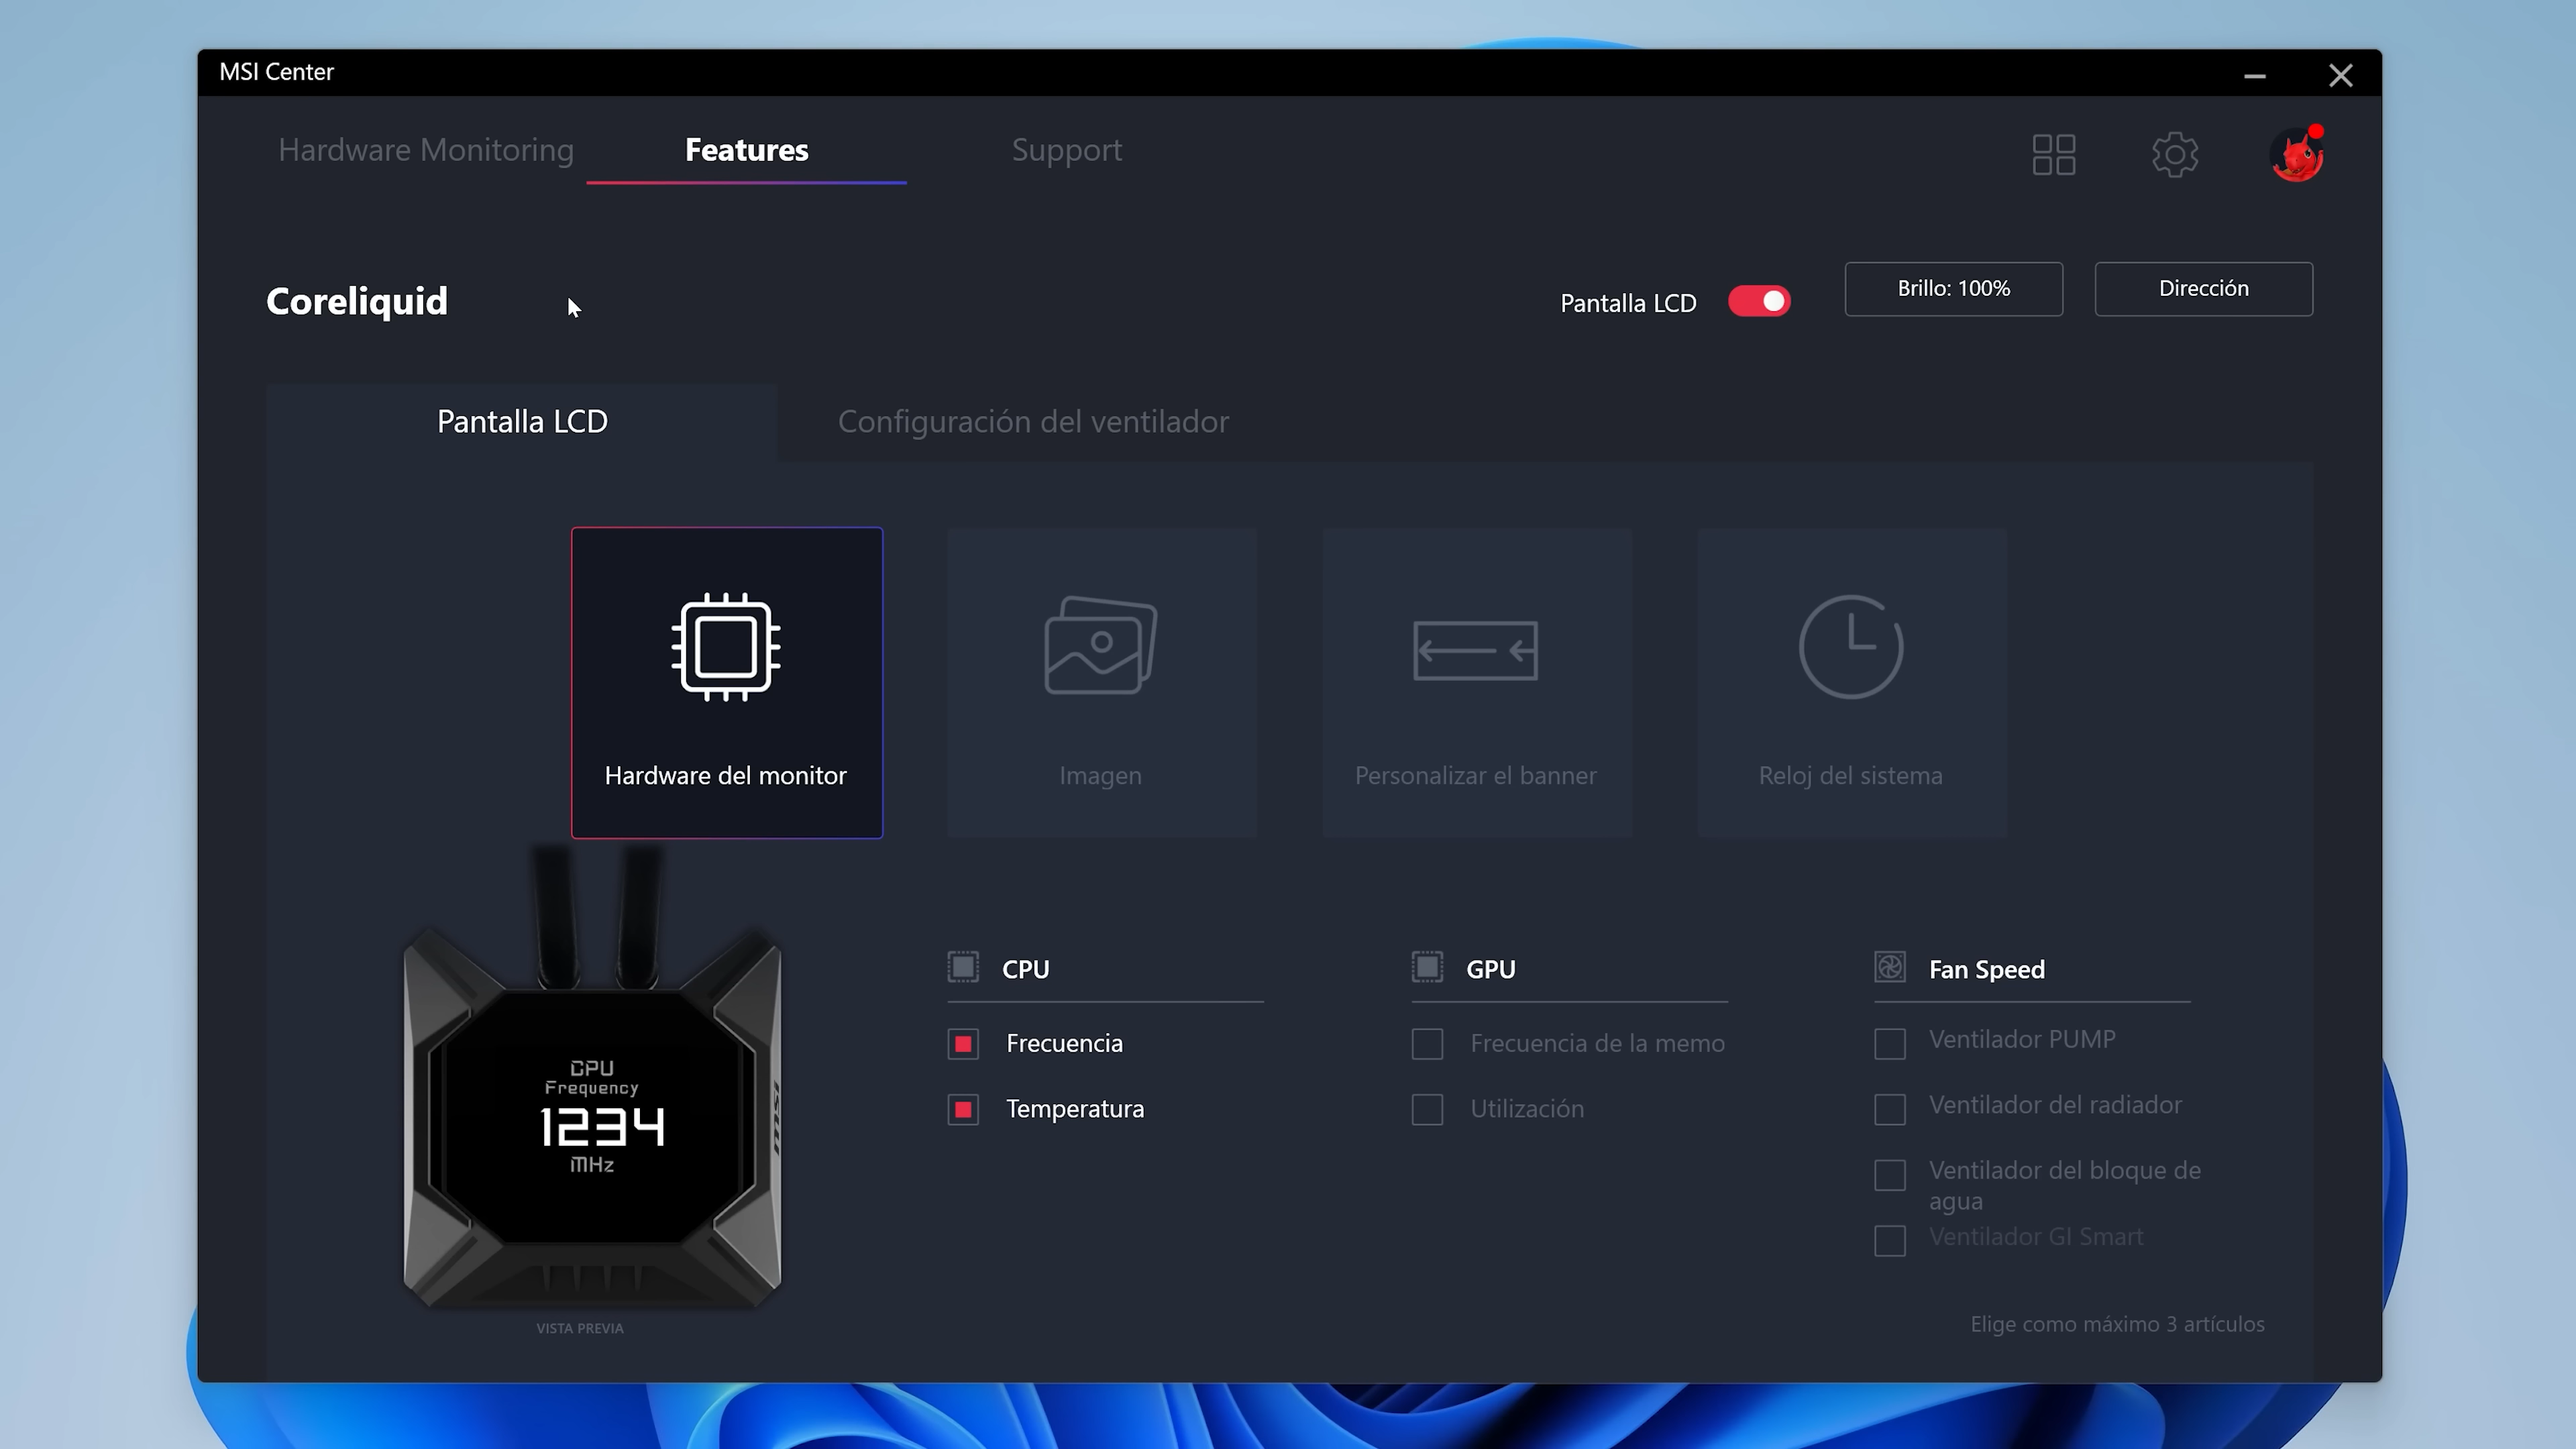 MSI Center
Hardware Monitoring
Features
Support
Coreliquid
Pantalla LCD
Brillo: 100%
Dirección
Pantalla LCD
Configuración del ventilador
Hardware del monitor
Imagen
Personalizar el banner
Reloj del sistema
CPU
Frequency
1234
MHz
msi
VISTA PREVIA
CPU
Frecuencia
Temperatura
GPU
Frecuencia de la memo
Utilización
Fan Speed
Ventilador PUMP
Ventilador del radiador
Ventilador del bloque de
agua
Ventilador GI Smart
Elige como máximo 3 artículos